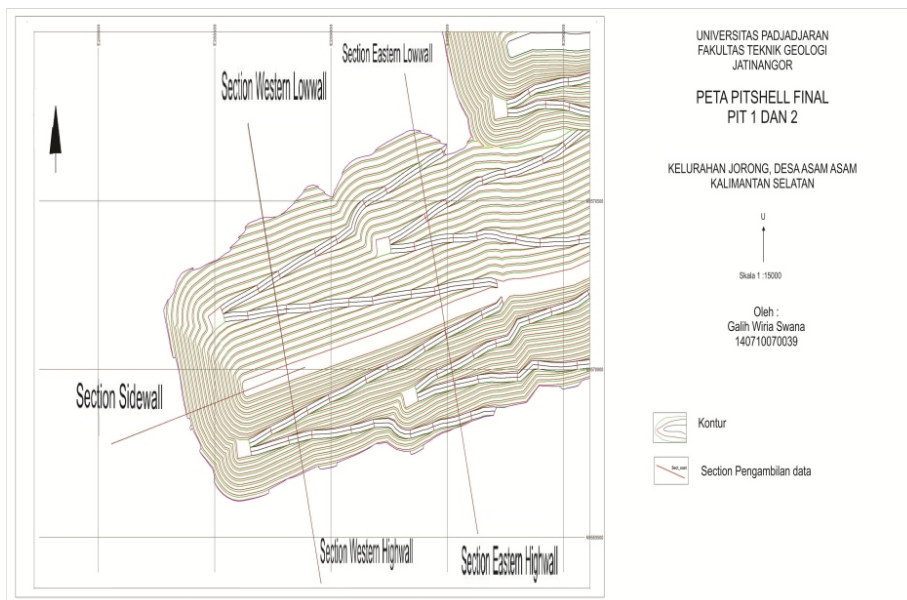 Section Western Lowwall
Section Eastern Lowwall
Section Sidewall
Section Western Highwall
Section Eastern Highwall
UNIVERSITAS PADJADJARAN
FAKULTAS TEKNIK GEOLOGI
JATINANGOR
PETA PITSHELL FINAL
PIT 1 DAN 2
KELURAHAN JORONG, DESA ASAM ASAM
KALIMANTAN SELATAN
U
Skala 1 :15000
Oleh :
Galih Wiria Swana
140710070039
Kontur
Section Pengambilan data